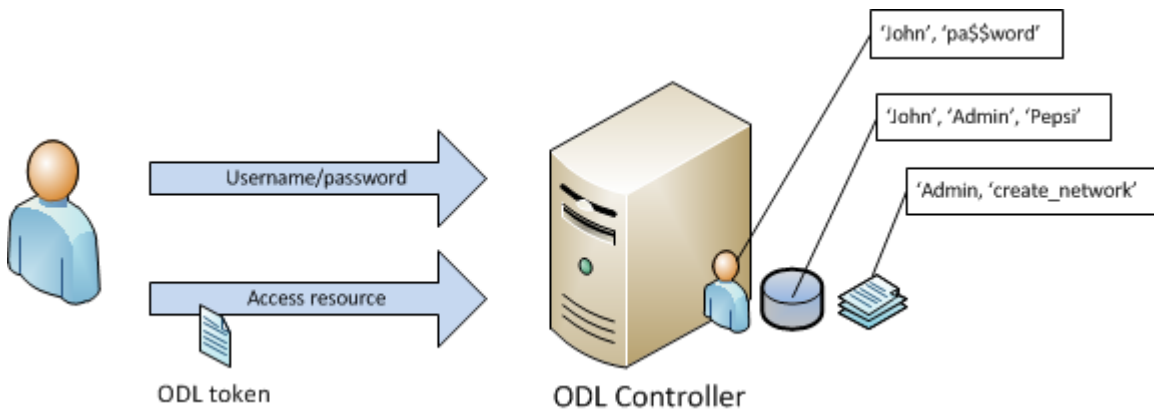 ‘John’, ‘pa$$word’
‘John’, ‘Admin’, ‘Pepsi’
Username/password
‘Admin, ‘create_network’
Access resource
ODL token
ODL Controller